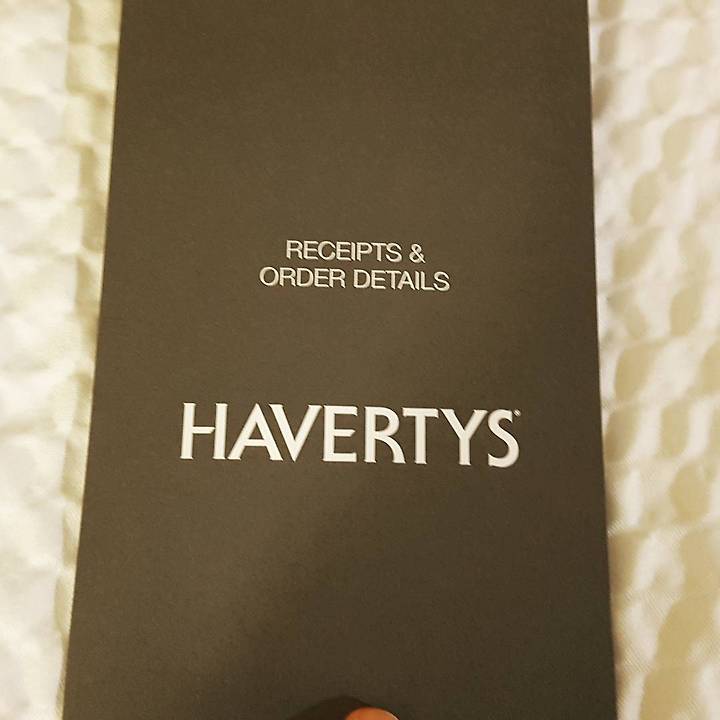 RECEIPTS &
ORDER DETAILS
HAVERTYS®